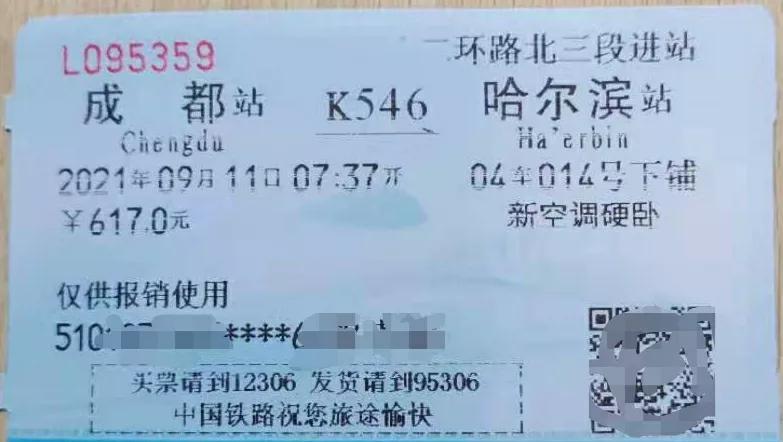 L095359
二环路北三段进站
成都站 K546 哈尔滨站
Chengdu Ha'erbin
2021年09月11日07:37开 04车014号下铺
￥617.0元 新空调硬卧
仅供报销使用
510 ****6
买票请到12306 发货请到95306
中国铁路祝您旅途愉快